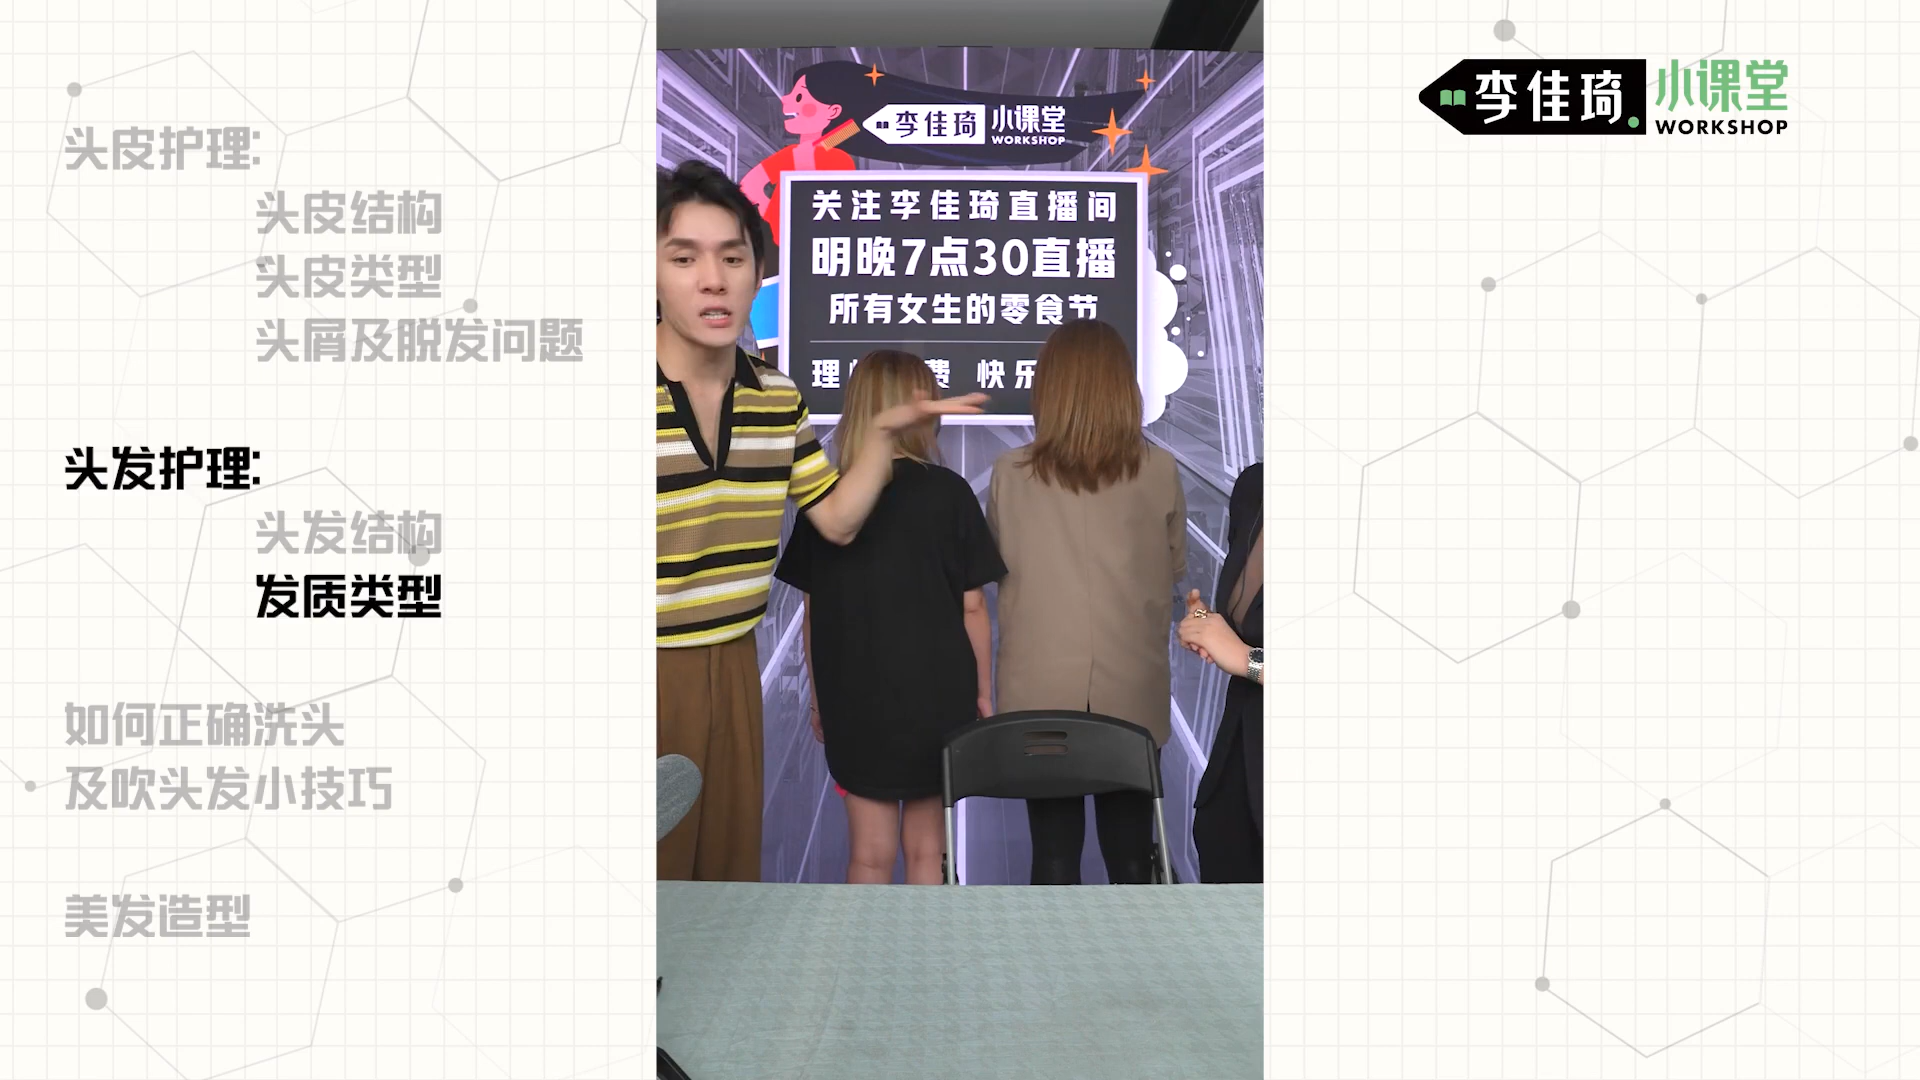 头皮护理:
头皮结构
头皮类型
头屑及脱发问题
头发护理:
头发结构
发质类型
如何正确洗头
及吹头发小技巧
美发造型
李佳琦小课堂
WORKSHOP
关注李佳琦直播间
明晚7点30直播
所有女生的零食节
理 费 快乐
李佳琦.小课堂
WORKSHOP